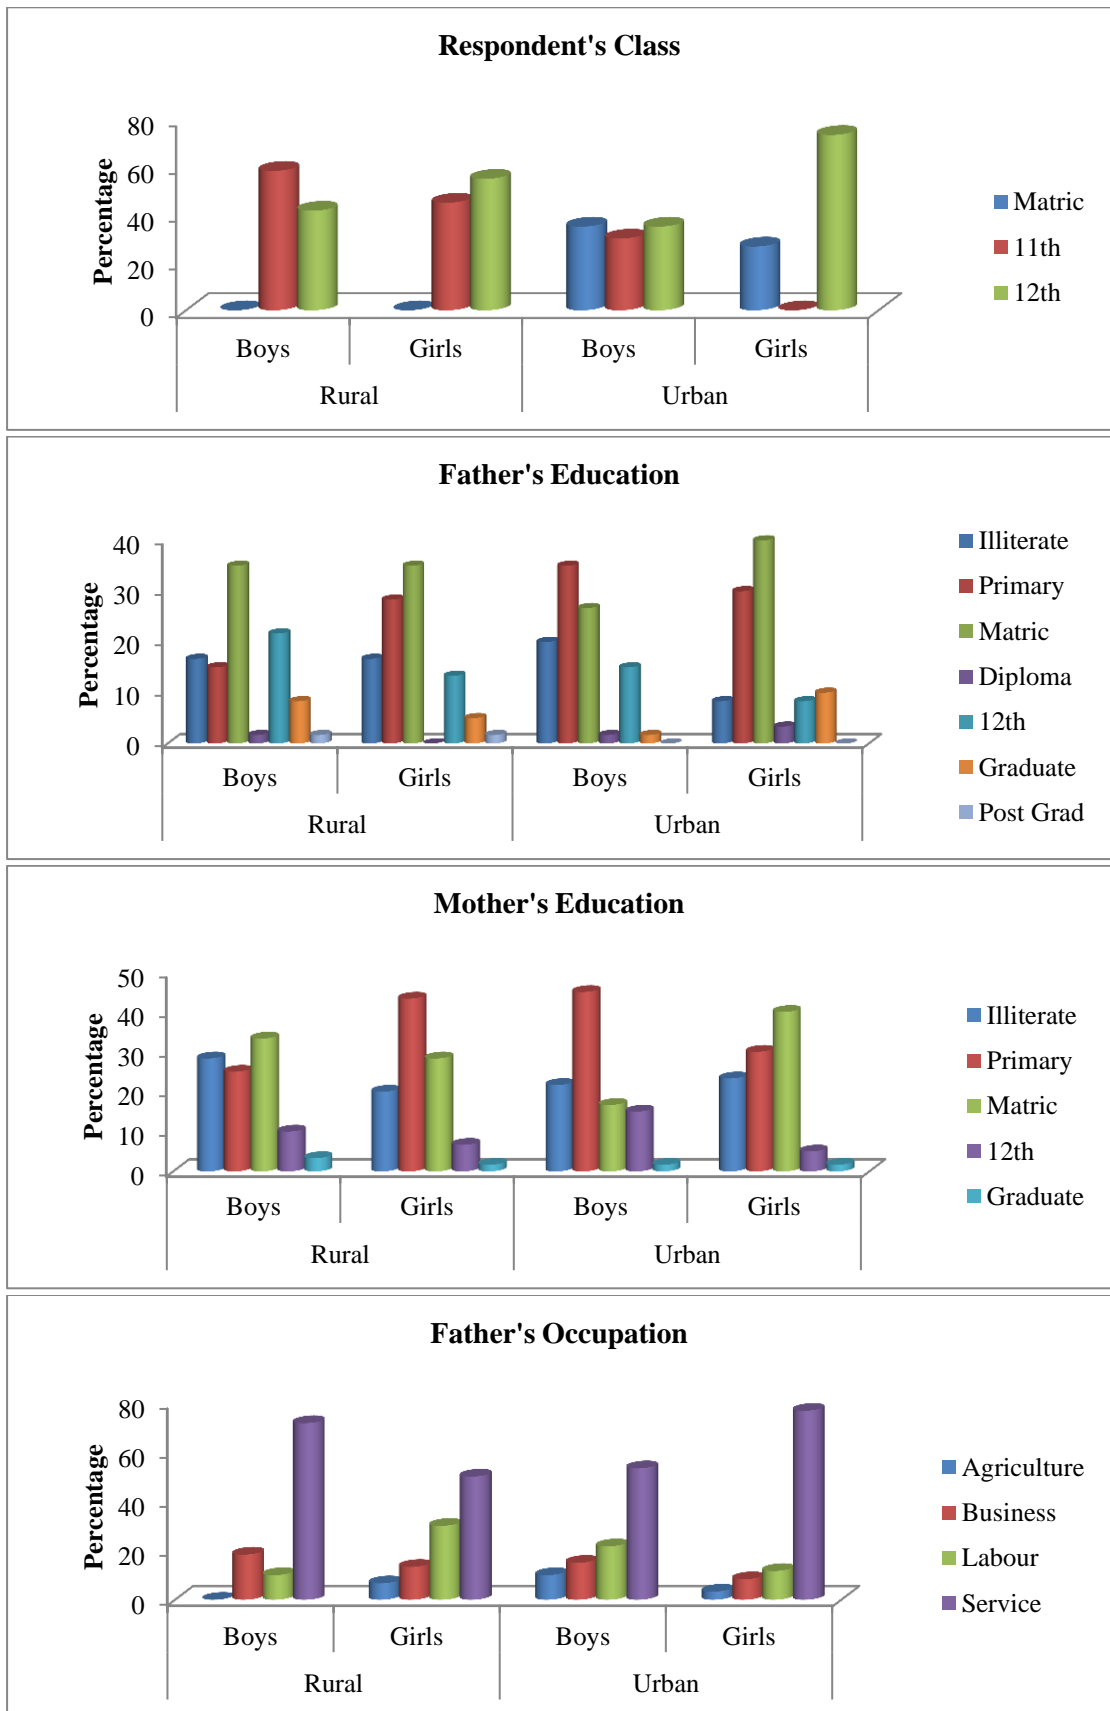 Respondent's Class
Percentage
80
60
40
20
0
Boys
Girls
Boys
Girls
Rural
Urban
Matric
11th
12th
Father's Education
Percentage
40
30
20
10
0
Boys
Girls
Boys
Girls
Rural
Urban
Illiterate
Primary
Matric
Diploma
12th
Graduate
Post Grad
Mother's Education
Percentage
50
40
30
20
10
0
Boys
Girls
Boys
Girls
Rural
Urban
Illiterate
Primary
Matric
12th
Graduate
Father's Occupation
Percentage
80
60
40
20
0
Boys
Girls
Boys
Girls
Rural
Urban
Agriculture
Business
Labour
Service